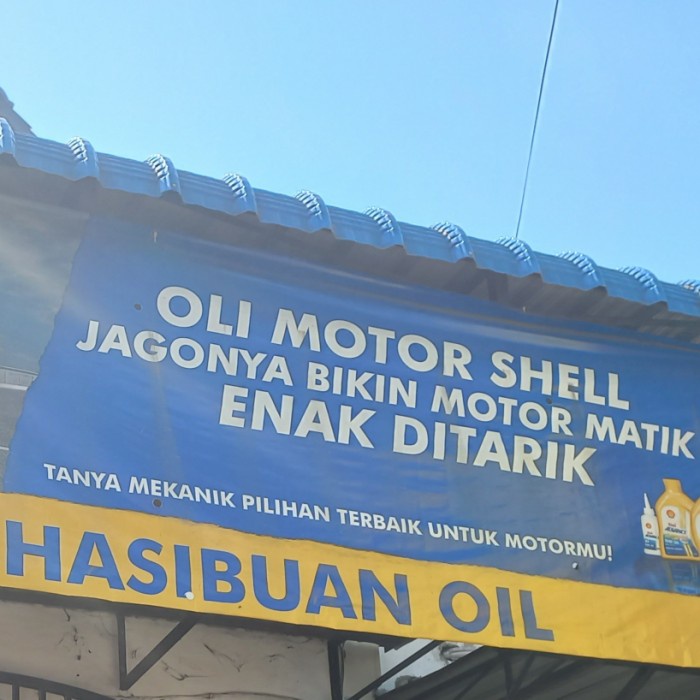 OLI MOTOR SHELL
JAGONYA BIKIN MOTOR MATIK
ENAK DITARIK
TANYA MEKANIK PILIHAN TERBAIK UNTUK MOTORMU!
HASIBUAN OIL